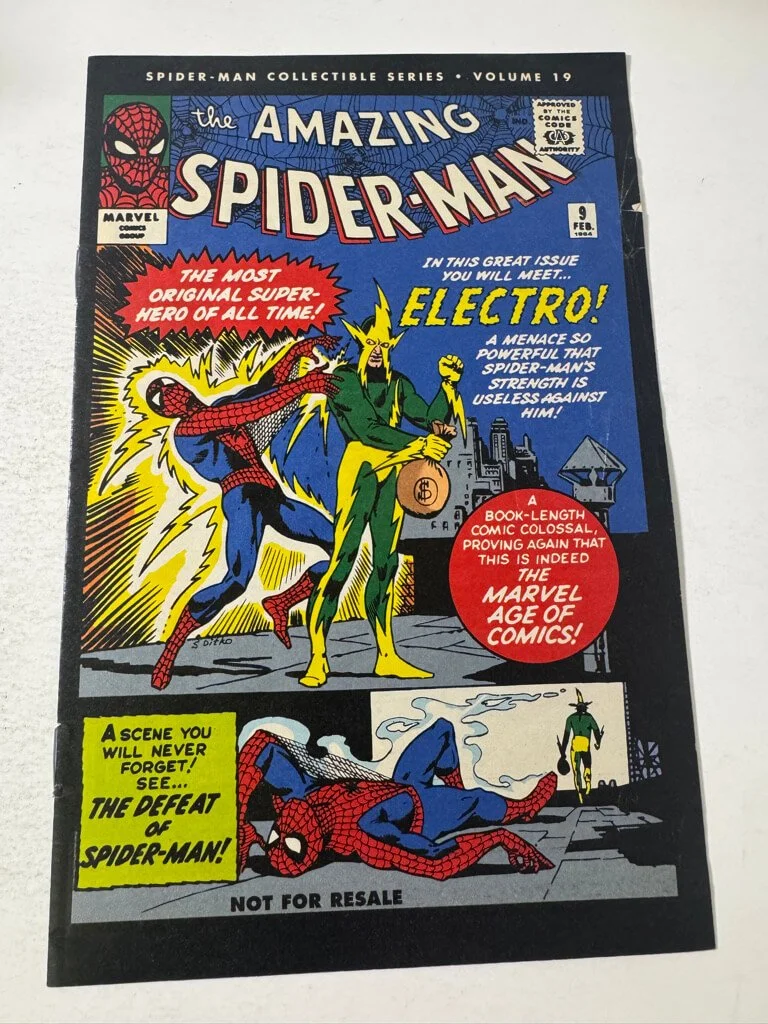 SPIDER-MAN COLLECTIBLE SERIES • VOLUME 19
the AMAZING
SPIDER-MAN
IND.
APPROVED
BY THE
COMICS
CODE
CA
AUTHORITY
MARVEL
COMICS
GROUP
9
FEB.
1964
THE MOST
ORIGINAL SUPER-
HERO OF ALL TIME!
IN THIS GREAT ISSUE
YOU WILL MEET...
ELECTRO!
A MENACE SO
POWERFUL THAT
SPIDER-MAN'S
STRENGTH IS
USELESS AGAINST
HIM!
$
A
BOOK-LENGTH
COMIC COLOSSAL,
PROVING AGAIN THAT
THIS IS INDEED
THE
MARVEL
AGE OF
COMICS!
S. Ditko
A SCENE YOU
WILL NEVER
FORGET!
SEE...
THE DEFEAT
OF
SPIDER-MAN!
NOT FOR RESALE